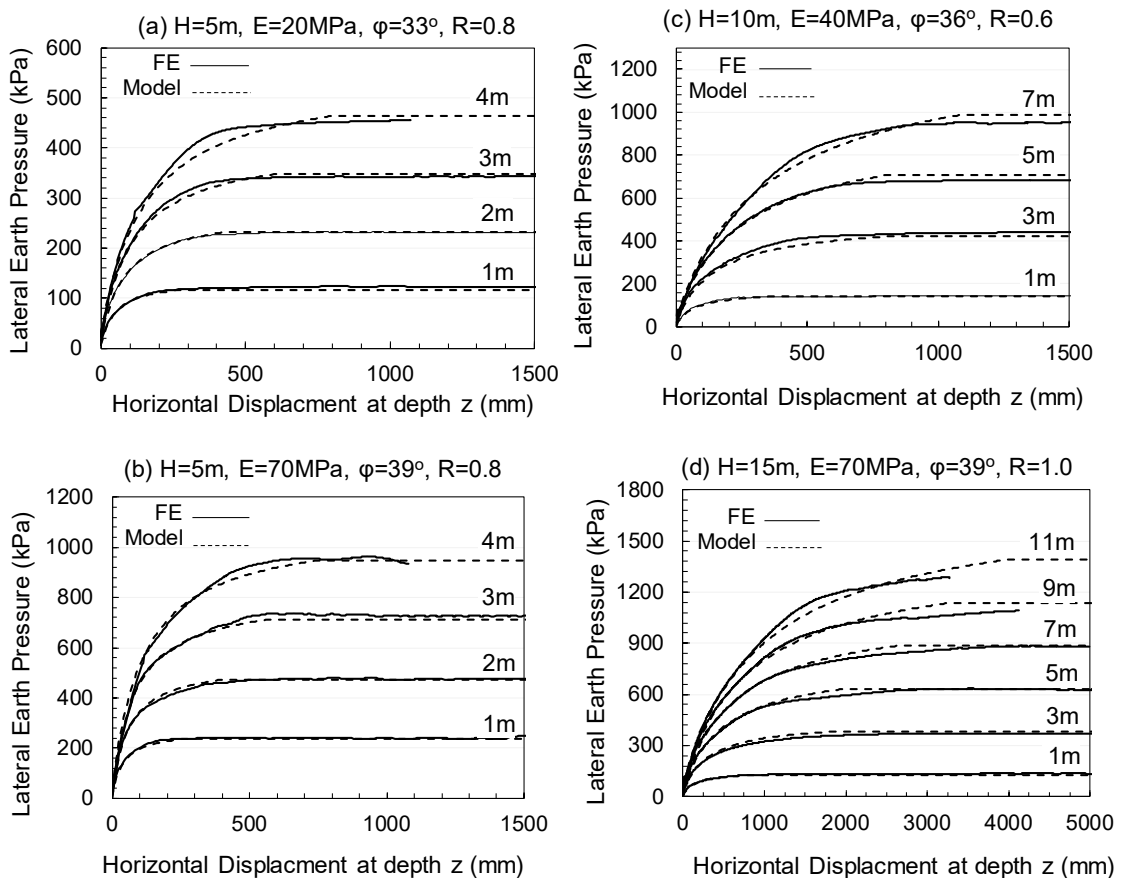 (a) H=5m, E=20MPa, φ=33°, R=0.8
Lateral Earth Pressure (kPa)
600
500
400
300
200
100
0
FE
Model
4m
3m
2m
1m
0
500
1000
1500
Horizontal Displacment at depth z (mm)
(c) H=10m, E=40MPa, φ=36°, R=0.6
Lateral Earth Pressure (kPa)
1200
1000
800
600
400
200
0
FE
Model
7m
5m
3m
1m
0
500
1000
1500
Horizontal Displacment at depth z (mm)
(b) H=5m, E=70MPa, φ=39°, R=0.8
Lateral Earth Pressure (kPa)
1200
1000
800
600
400
200
0
FE
Model
4m
3m
2m
1m
0
500
1000
1500
Horizontal Displacment at depth z (mm)
(d) H=15m, E=70MPa, φ=39°, R=1.0
Lateral Earth Pressure (kPa)
1800
1500
1200
900
600
300
0
FE
Model
11m
9m
7m
5m
3m
1m
0
1000
2000
3000
4000
5000
Horizontal Displacment at depth z (mm)